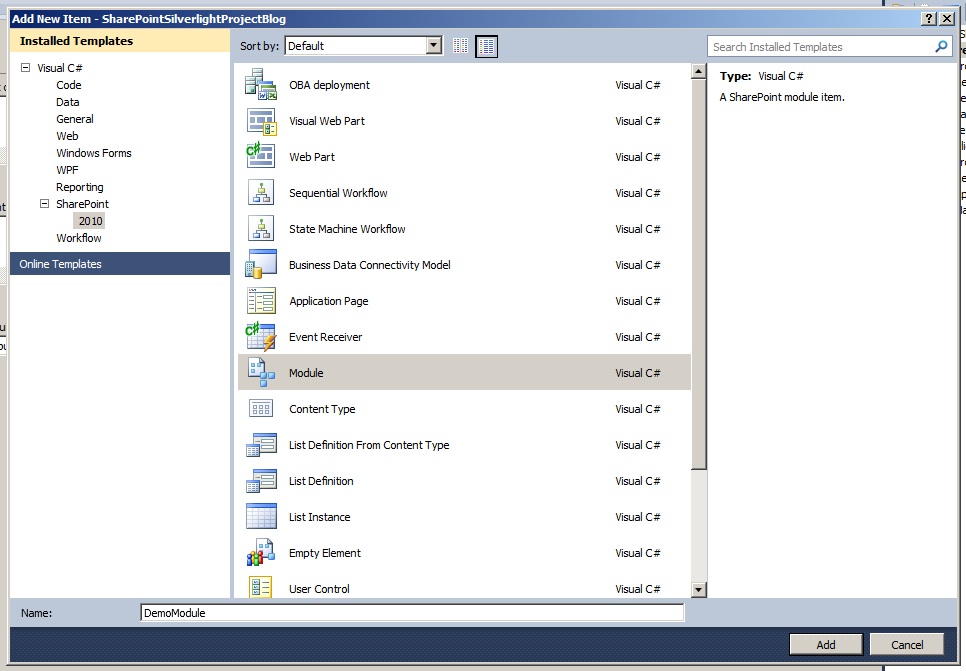 Add New Item - SharePointSilverlightProjectBlog
Installed Templates
Sort by: Default
Search Installed Templates
Visual C#
Code
Data
General
Web
Windows Forms
WPF
Reporting
SharePoint
2010
Workflow
Online Templates
OBA deployment Visual C#
Visual Web Part Visual C#
Web Part Visual C#
Sequential Workflow Visual C#
State Machine Workflow Visual C#
Business Data Connectivity Model Visual C#
Application Page Visual C#
Event Receiver Visual C#
Module Visual C#
Content Type Visual C#
List Definition From Content Type Visual C#
List Definition Visual C#
List Instance Visual C#
Empty Element Visual C#
User Control Visual C#
Type: Visual C#
A SharePoint module item.
Name: DemoModule
Add Cancel